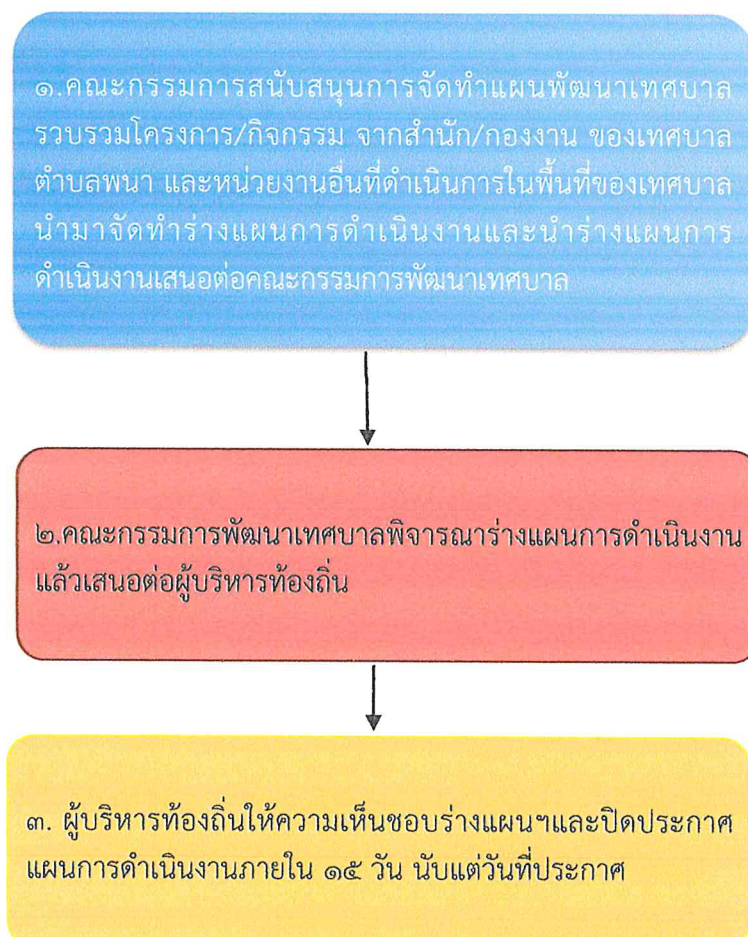 ๑.คณะกรรมการสนับสนุนการจัดทำแผนพัฒนาเทศบาล
รวบรวมโครงการ/กิจกรรม จากสำนัก/กองงาน ของเทศบาล
ตำบลพนา และหน่วยงานอื่นที่ดำเนินการในพื้นที่ของเทศบาล
นำมาจัดทำร่างแผนการดำเนินงานและนำร่างแผนการ
ดำเนินงานเสนอต่อคณะกรรมการพัฒนาเทศบาล
๒.คณะกรรมการพัฒนาเทศบาลพิจารณาร่างแผนการดำเนินงาน
แล้วเสนอต่อผู้บริหารท้องถิ่น
๓. ผู้บริหารท้องถิ่นให้ความเห็นชอบร่างแผนฯและปิดประกาศ
แผนการดำเนินงานภายใน ๑๕ วัน นับแต่วันที่ประกาศ